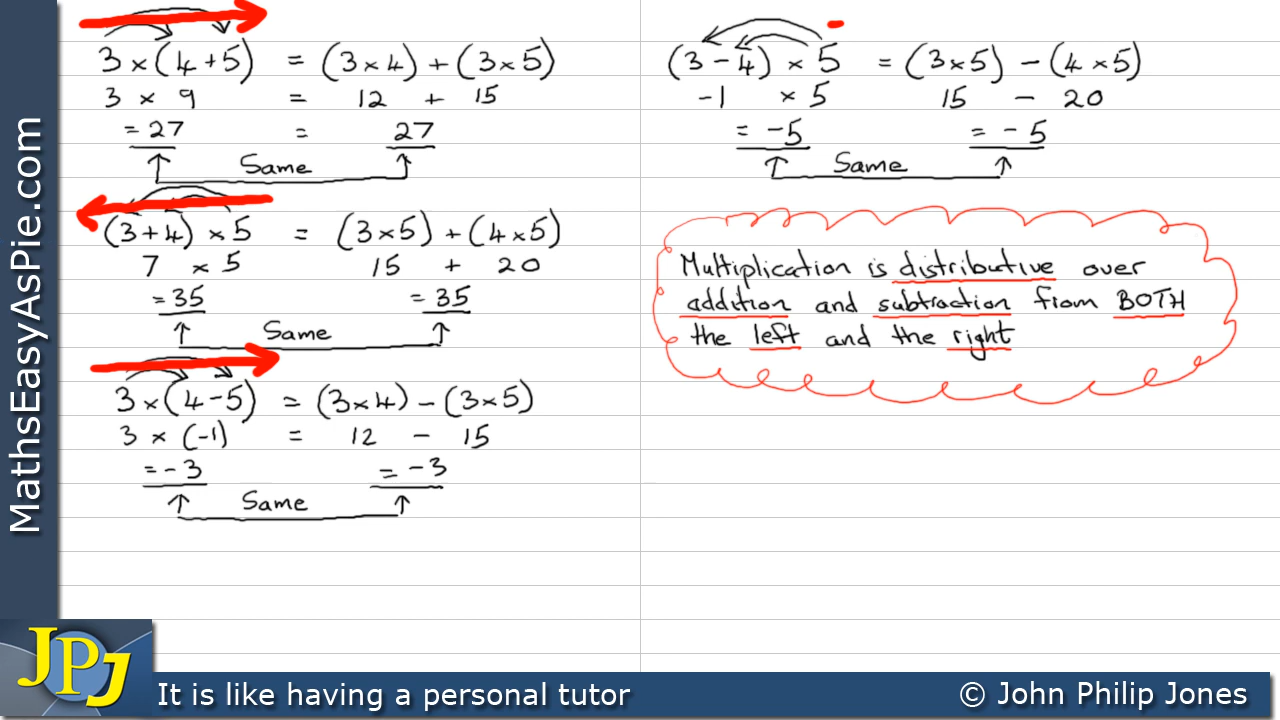 MathsEasyAsPie.com
3 × (4 + 5) = (3 × 4) + (3 × 5)
3 × 9 = 12 + 15
= 27 = 27
Same
(3 + 4) × 5 = (3 × 5) + (4 × 5)
7 × 5 15 + 20
= 35 = 35
Same
3 × (4 - 5) = (3 × 4) - (3 × 5)
3 × (-1) = 12 - 15
= -3 = -3
Same
(3 - 4) × 5 = (3 × 5) - (4 × 5)
-1 × 5 15 - 20
= -5 = -5
Same
Multiplication is distributive over
addition and subtraction from BOTH
the left and the right
JPJ
It is like having a personal tutor
© John Philip Jones